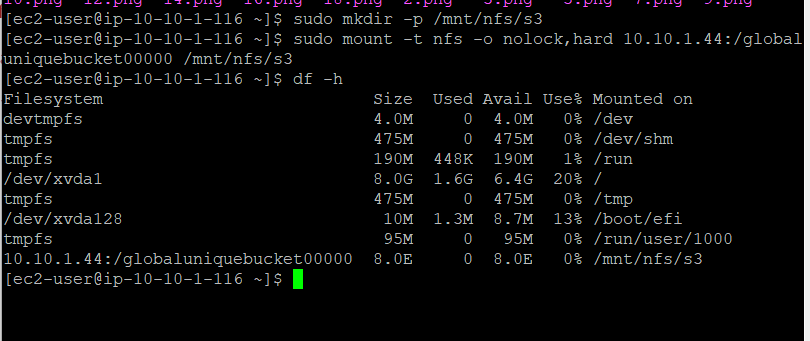 [ec2-user@ip-10-10-1-116 ~]$ sudo mkdir -p /mnt/nfs/s3
[ec2-user@ip-10-10-1-116 ~]$ sudo mount -t nfs -o nolock,hard 10.10.1.44:/global
uniquebucket00000 /mnt/nfs/s3
[ec2-user@ip-10-10-1-116 ~]$ df -h
Filesystem                    Size  Used Avail Use% Mounted on
devtmpfs                      4.0M     0  4.0M   0% /dev
tmpfs                         475M     0  475M   0% /dev/shm
tmpfs                         190M  448K  190M   1% /run
/dev/xvda1                    8.0G  1.6G  6.4G  20% /
tmpfs                         475M     0  475M   0% /tmp
/dev/xvda128                   10M  1.3M  8.7M  13% /boot/efi
tmpfs                          95M     0   95M   0% /run/user/1000
10.10.1.44:/globaluniquebucket00000  8.0E     0  8.0E   0% /mnt/nfs/s3
[ec2-user@ip-10-10-1-116 ~]$